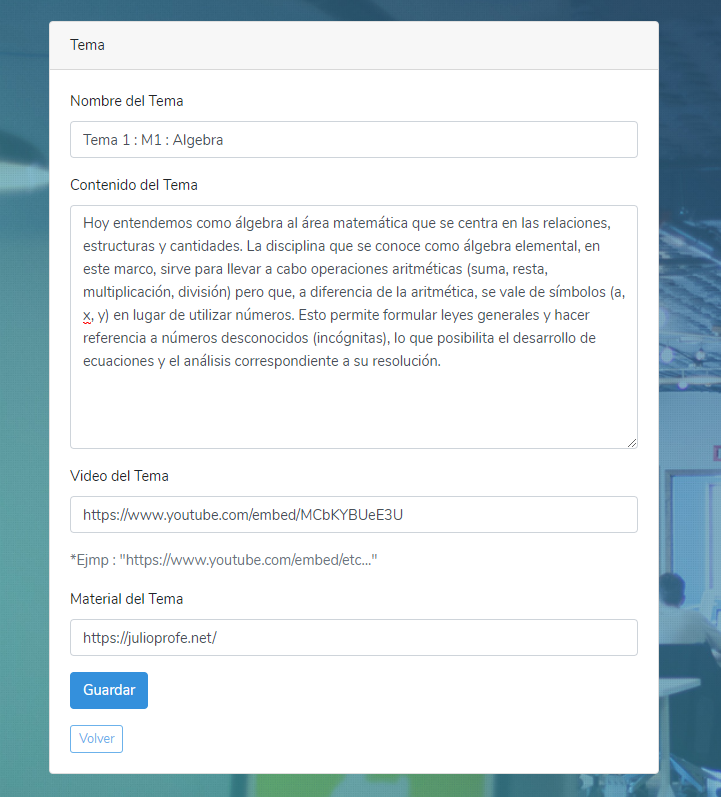 Tema
Nombre del Tema
Tema 1 : M1 : Algebra
Contenido del Tema
Hoy entendemos como álgebra al área matemática que se centra en las relaciones,
estructuras y cantidades. La disciplina que se conoce como álgebra elemental, en
este marco, sirve para llevar a cabo operaciones aritméticas (suma, resta,
multiplicación, división) pero que, a diferencia de la aritmética, se vale de símbolos (a,
x, y) en lugar de utilizar números. Esto permite formular leyes generales y hacer
referencia a números desconocidos (incógnitas), lo que posibilita el desarrollo de
ecuaciones y el análisis correspondiente a su resolución.
Video del Tema
https://www.youtube.com/embed/MCbKYBUeE3U
*Ejmp : "https://www.youtube.com/embed/etc..."
Material del Tema
https://julioprofe.net/
Guardar
Volver